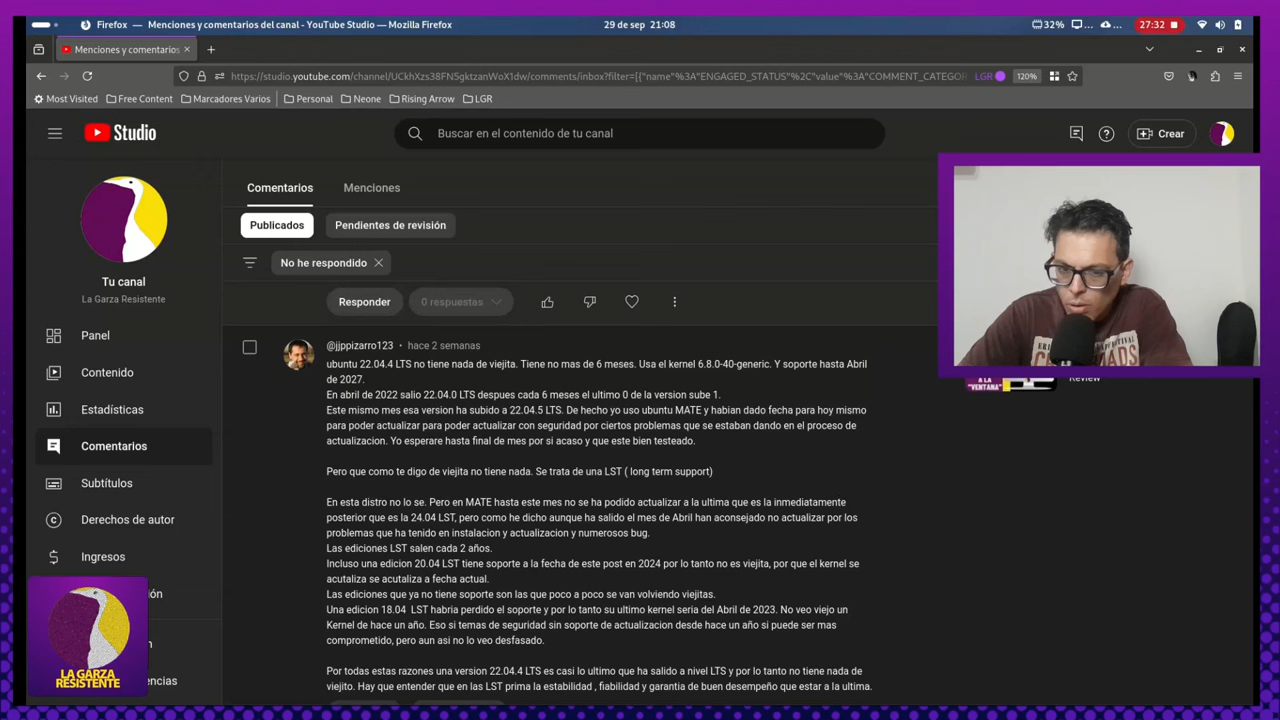 Firefox — Menciones y comentarios del canal - YouTube Studio — Mozilla Firefox
29 de sep 21:08
32%
27:32
Menciones y comentarios
https://studio.youtube.com/channel/UCkhXzs38FN5gktzanWoX1dw/comments/inbox?filter=[{"name"%3A"ENGAGED_STATUS"%2C"value"%3A"COMMENT_CATEGOR
LGR
120%
Most Visited
Free Content
Marcadores Varios
Personal
Neone
Rising Arrow
LGR
Studio
Buscar en el contenido de tu canal
Crear
Tu canal
La Garza Resistente
Panel
Contenido
Estadísticas
Comentarios
Subtítulos
Derechos de autor
Ingresos
LA GARZA
RESISTENTE
Comentarios
Menciones
Publicados
Pendientes de revisión
No he respondido
Responder
0 respuestas
@jjppizarro123 • hace 2 semanas
ubuntu 22.04.4 LTS no tiene nada de viejita. Tiene no mas de 6 meses. Usa el kernel 6.8.0-40-generic. Y soporte hasta Abril
de 2027.
En abril de 2022 salio 22.04.0 LTS despues cada 6 meses el ultimo 0 de la version sube 1.
Este mismo mes esa version ha subido a 22.04.5 LTS. De hecho yo uso ubuntu MATE y habian dado fecha para hoy mismo
para poder actualizar para poder actualizar con seguridad por ciertos problemas que se estaban dando en el proceso de
actualizacion. Yo esperare hasta final de mes por si acaso y que este bien testeado.
Pero que como te digo de viejita no tiene nada. Se trata de una LST ( long term support)
En esta distro no lo se. Pero en MATE hasta este mes no se ha podido actualizar a la ultima que es la inmediatamente
posterior que es la 24.04 LST, pero como he dicho aunque ha salido el mes de Abril han aconsejado no actualizar por los
problemas que ha tenido en instalacion y actualizacion y numerosos bug.
Las ediciones LST salen cada 2 años.
Incluso una edicion 20.04 LST tiene soporte a la fecha de este post en 2024 por lo tanto no es viejita, por que el kernel se
acutaliza se acutaliza a fecha actual.
Las ediciones que ya no tiene soporte son las que poco a poco se van volviendo viejitas.
Una edicion 18.04 LST habria perdido el soporte y por lo tanto su ultimo kernel seria del Abril de 2023. No veo viejo un
Kernel de hace un año. Eso si temas de seguridad sin soporte de actualizacion desde hace un año si puede ser mas
comprometido, pero aun asi no lo veo desfasado.
Por todas estas razones una version 22.04.4 LTS es casi lo ultimo que ha salido a nivel LTS y por lo tanto no tiene nada de
viejito. Hay que entender que en las LST prima la estabilidad , fiabilidad y garantia de buen desempeño que estar a la ultima.
A LA
"VENTANA"
Review